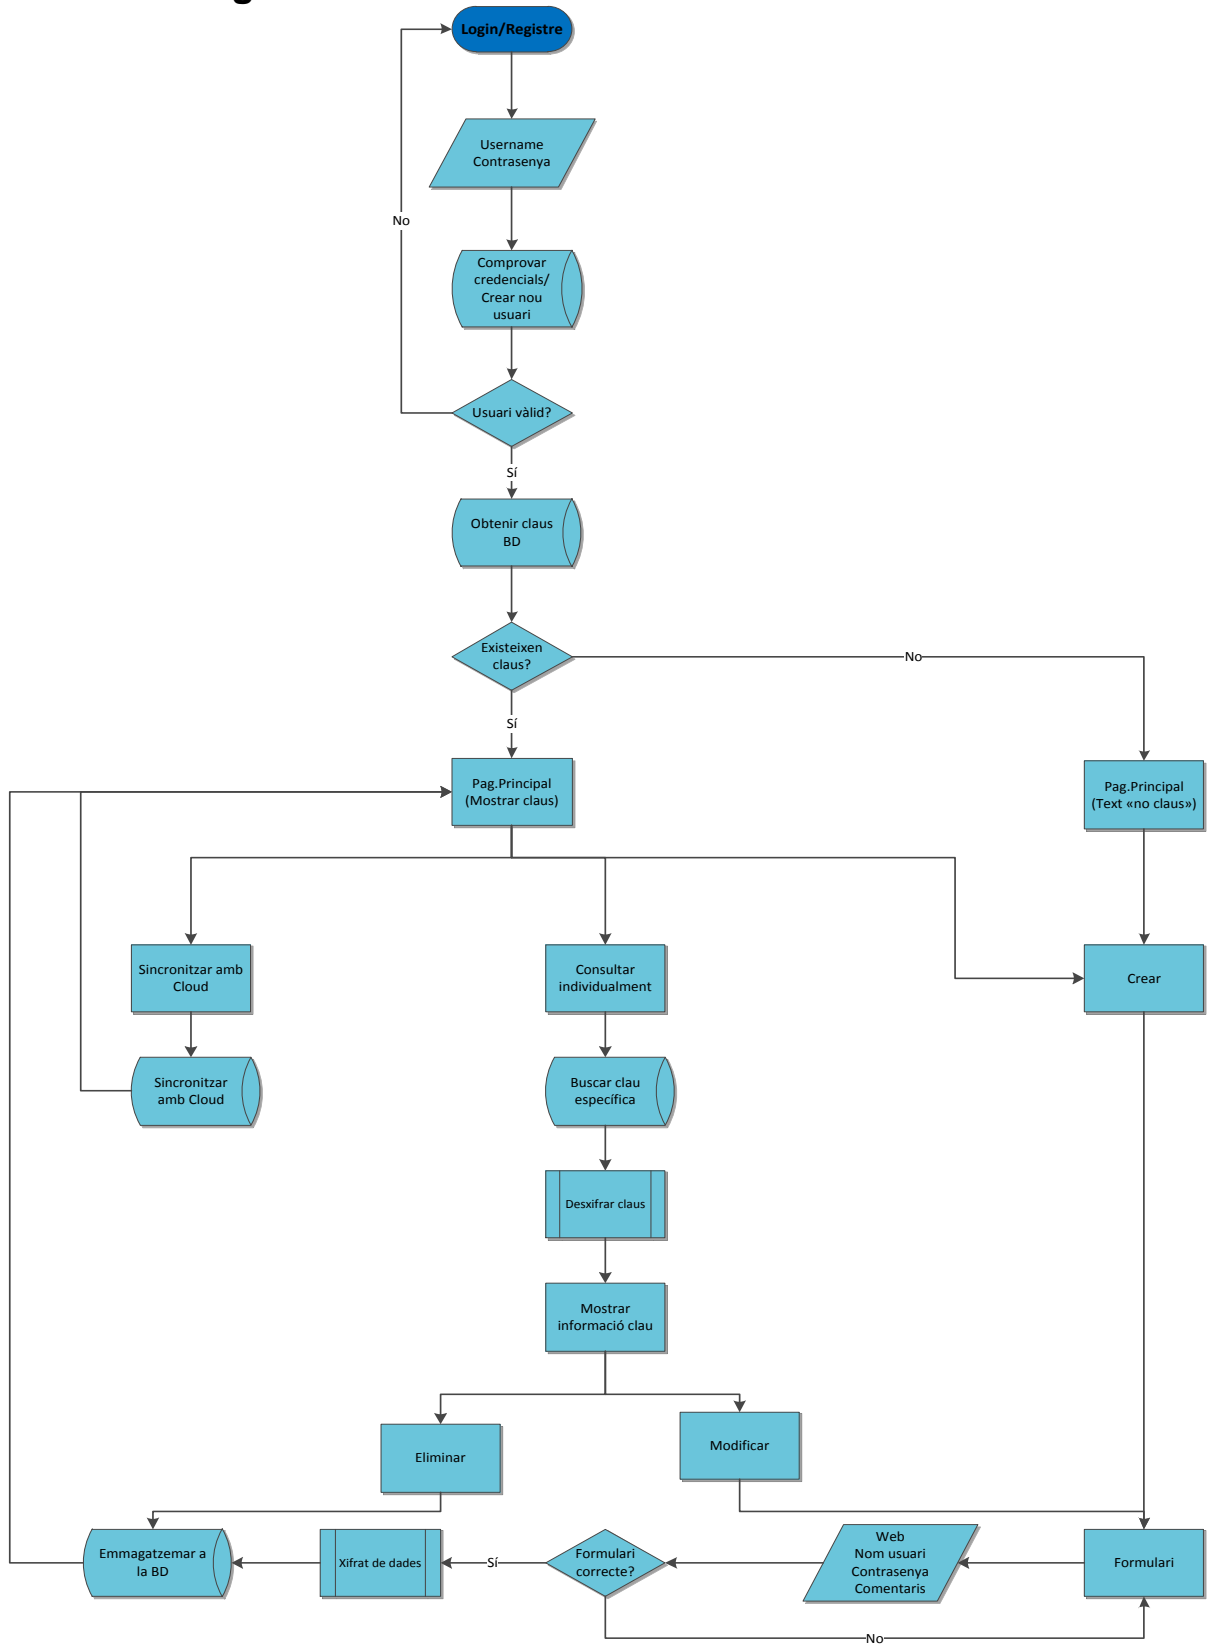 Login/Registre
Username
Contrasenya
No
Comprovar
credencials/
Crear nou
usuari
Usuari vàlid?
Sí
Obtenir claus
BD
Existeixen
claus?
No
Sí
Pag.Principal
(Mostrar claus)
Pag.Principal
(Text «no claus»)
Sincronitzar amb
Cloud
Consultar
individualment
Crear
Sincronitzar
amb Cloud
Buscar clau
específica
Desxifrar claus
Mostrar
informació clau
Eliminar
Modificar
Emmagatzemar a
la BD
Xifrat de dades
Sí
Formulari
correcte?
Web
Nom usuari
Contrasenya
Comentaris
Formulari
No